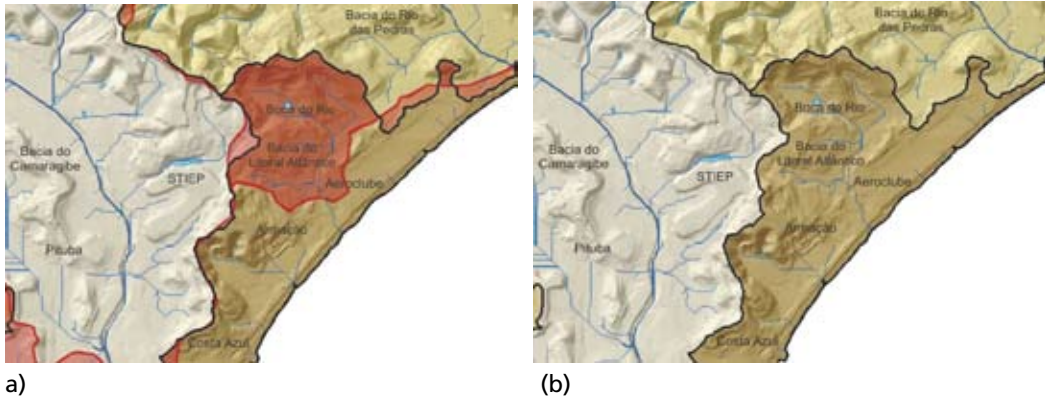 Bacia do Rio
das Pedras
Boca do Rio
Bacia do
Camaragibe
Bacia do
Litoral Atlântico
STIEP
Aeroclube
Armação
Pituba
Costa Azul
a)
Bacia do Rio
das Pedras
Boca do Rio
Bacia do
Camaragibe
Bacia do
Litoral Atlântico
STIEP
Aeroclube
Armação
Pituba
Costa Azul
(b)